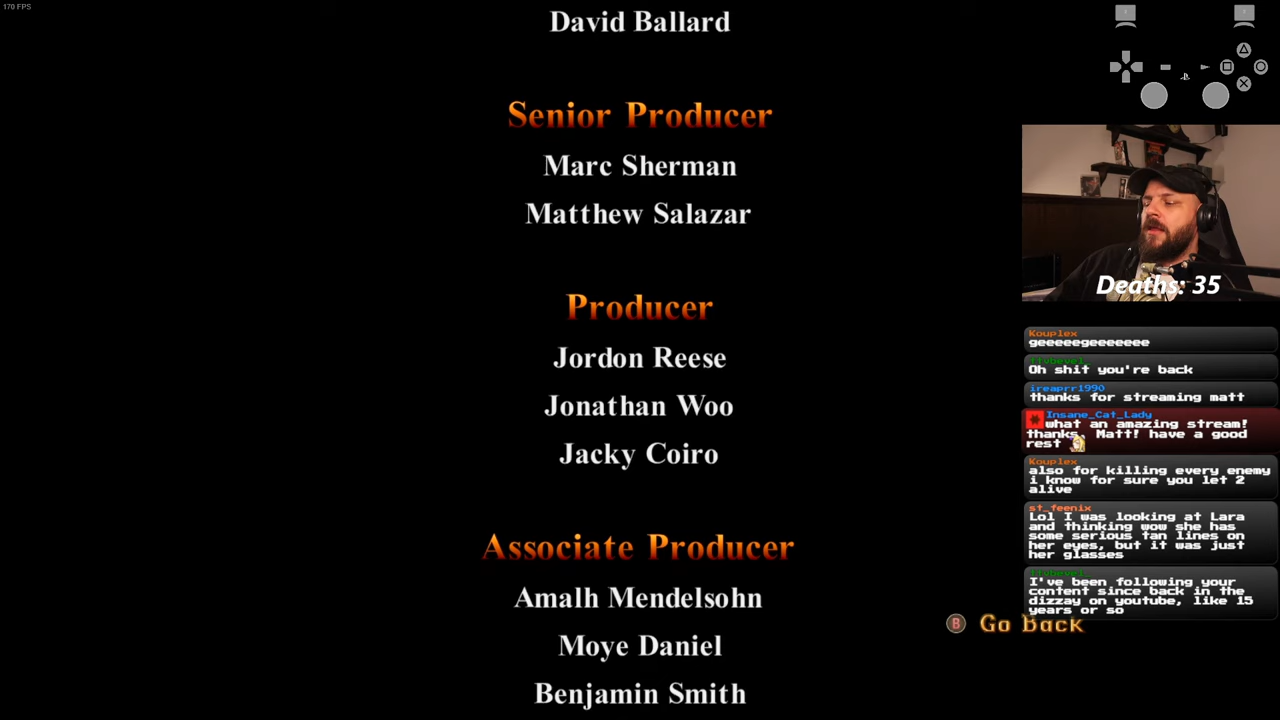 170 FPS
David Ballard
Senior Producer
Marc Sherman
Matthew Salazar
Producer
Jordon Reese
Jonathan Woo
Jacky Coiro
Associate Producer
Amalh Mendelsohn
Moye Daniel
Benjamin Smith
B Go Back
Deaths: 35
Kouplex
geeeeegeeeeeee
Oh shit you're back
ireaprr1990
thanks for streaming matt
Insane_Cat_Lady
what an amazing stream!
thanks, Matt! have a good
rest
Kouplex
also for killing every enemy
i know for sure you let 2
alive
st_feenix
Lol I was looking at Lara
and thinking wow she has
some serious tan lines on
her eyes, but it was just
her glasses
I've been following your
content since back in the
dizzay on youtube, like 15
years or so